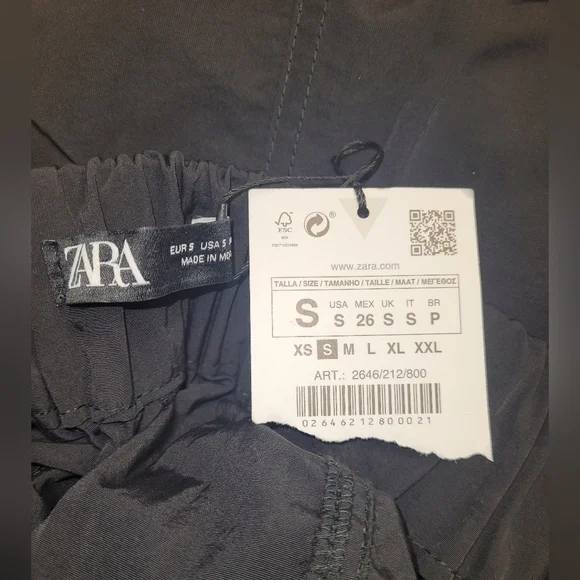 ZARA
EUR S USA S
MADE IN
FSC
www.zara.com
TALLA / SIZE / TAMANHO / TAILLE / MAAT / ΜΕΓΕΘΟΣ
S
USA MEX UK IT BR
S 26 S S P
XS S M L XL XXL
ART.: 2646/212/800
02646212800021